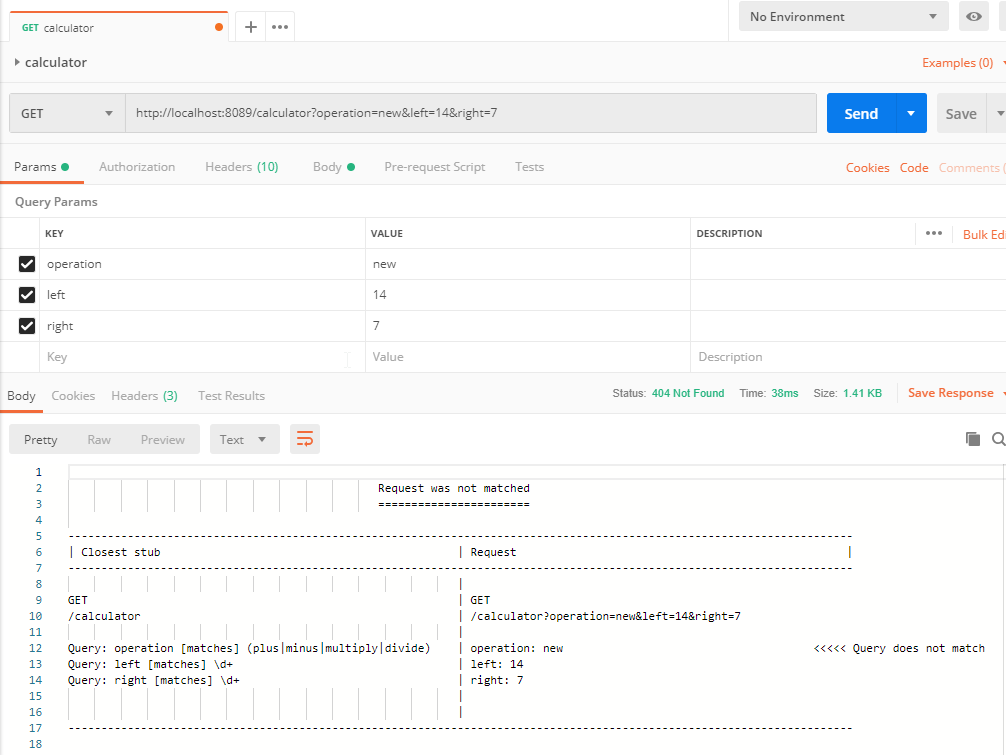 GET calculator
No Environment
calculator
Examples (0)
GET http://localhost:8089/calculator?operation=new&left=14&right=7 Send Save
Params Authorization Headers (10) Body Pre-request Script Tests Cookies Code Comments (
Query Params
KEY VALUE DESCRIPTION ••• Bulk Edi
operation new
left 14
right 7
Key Value Description
Body Cookies Headers (3) Test Results Status: 404 Not Found Time: 38ms Size: 1.41 KB Save Response
Pretty Raw Preview Text
1
2 Request was not matched
3 =======================
4
5 -----------------------------------------------------------------------------------------------------------------------
6 | Closest stub | Request |
7 -----------------------------------------------------------------------------------------------------------------------
8 |
9 GET | GET
10 /calculator | /calculator?operation=new&left=14&right=7
11 |
12 Query: operation [matches] (plus|minus|multiply|divide) | operation: new <<<<< Query does not match
13 Query: left [matches] \d+ | left: 14
14 Query: right [matches] \d+ | right: 7
15 |
16 |
17 -----------------------------------------------------------------------------------------------------------------------
18